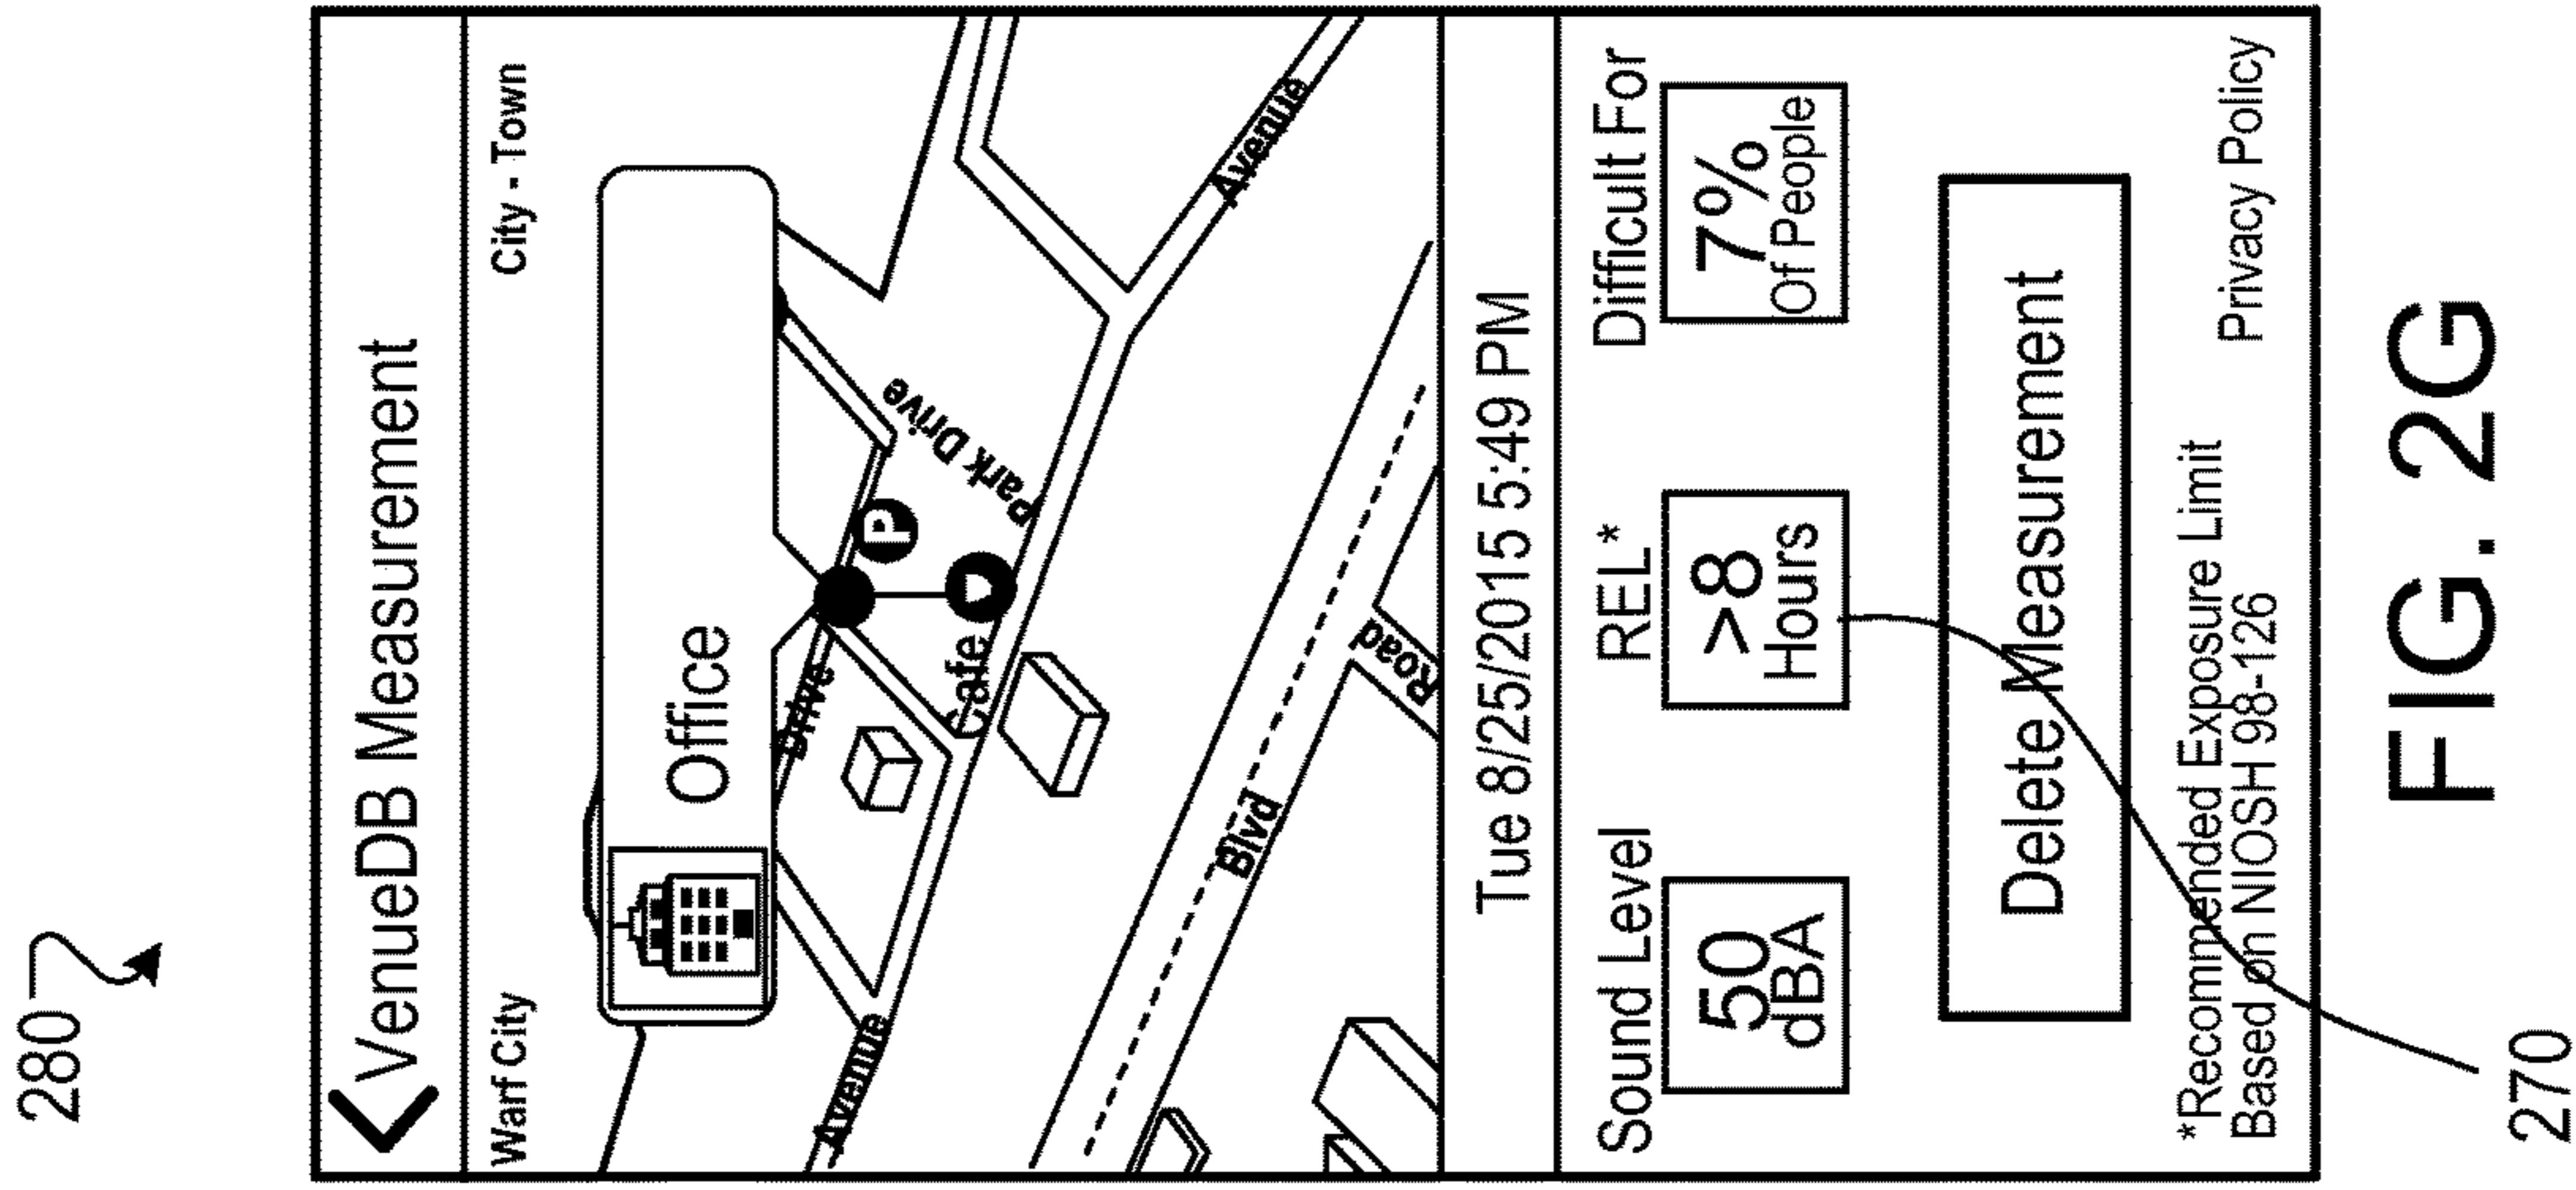 280
VenueDB Measurement
Warf City
City - Town
Office
Drive
P
Park Drive
Cafe
Avenue
Avenue
Blvd
Road
Tue 8/25/2015 5:49 PM
Sound Level
REL*
Difficult For
50
dBA
>8
Hours
7%
Of People
Delete Measurement
*Recommended Exposure Limit
Based on NIOSH 98-126
Privacy Policy
270
FIG. 2G